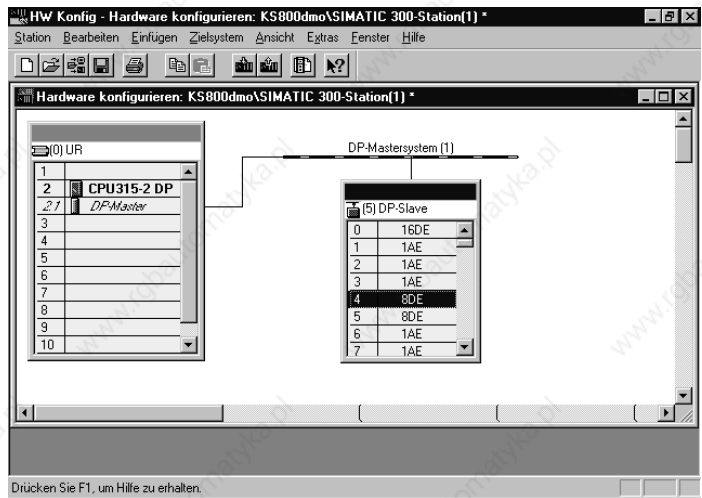 HW Konfig - Hardware konfigurieren: KS800dmo\SIMATIC 300-Station(1) *
Station Bearbeiten Einfügen Zielsystem Ansicht Extras Fenster Hilfe
Hardware konfigurieren: KS800dmo\SIMATIC 300-Station(1) *
(0) UR
1
2 CPU315-2 DP
2.1 DP-Master
3
4
5
6
7
8
9
10
DP-Mastersystem (1)
(5) DP-Slave
0 16DE
1 1AE
2 1AE
3 1AE
4 8DE
5 8DE
6 1AE
7 1AE
Drücken Sie F1, um Hilfe zu erhalten.
www.rgbautomatyka.pl